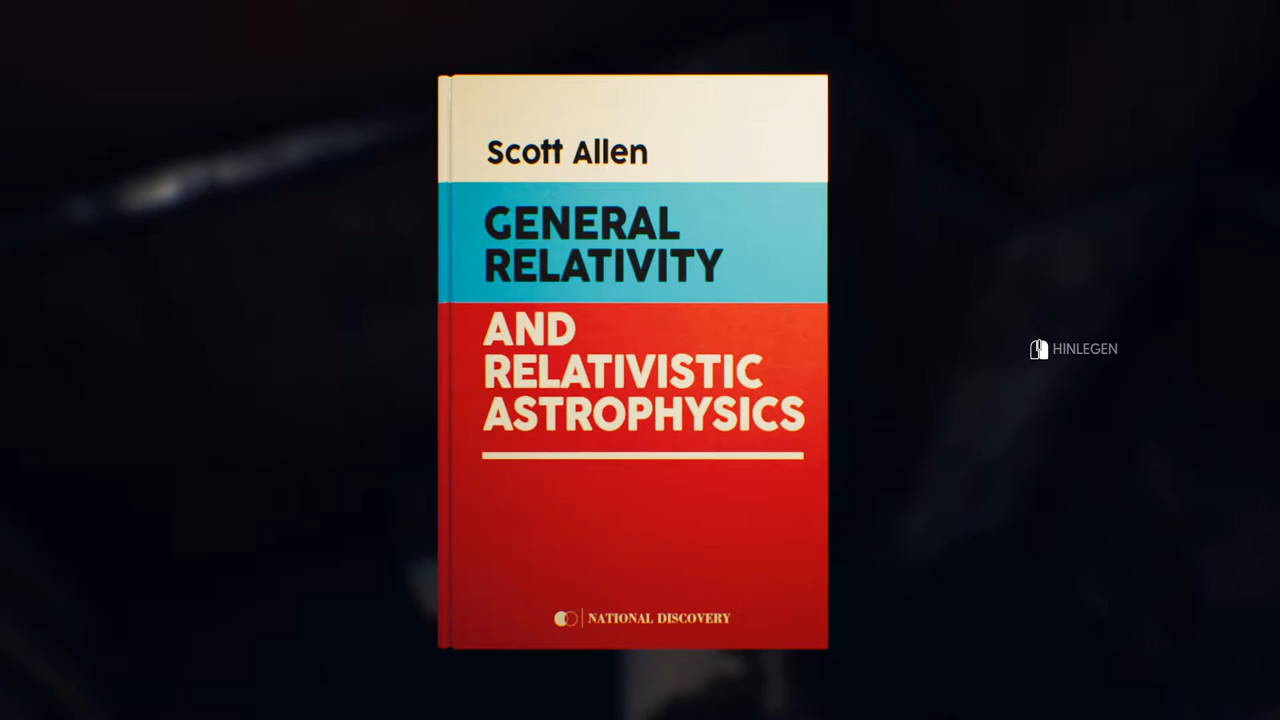 Scott Allen
GENERAL
RELATIVITY
AND
RELATIVISTIC
ASTROPHYSICS
NATIONAL DISCOVERY
HINLEGEN